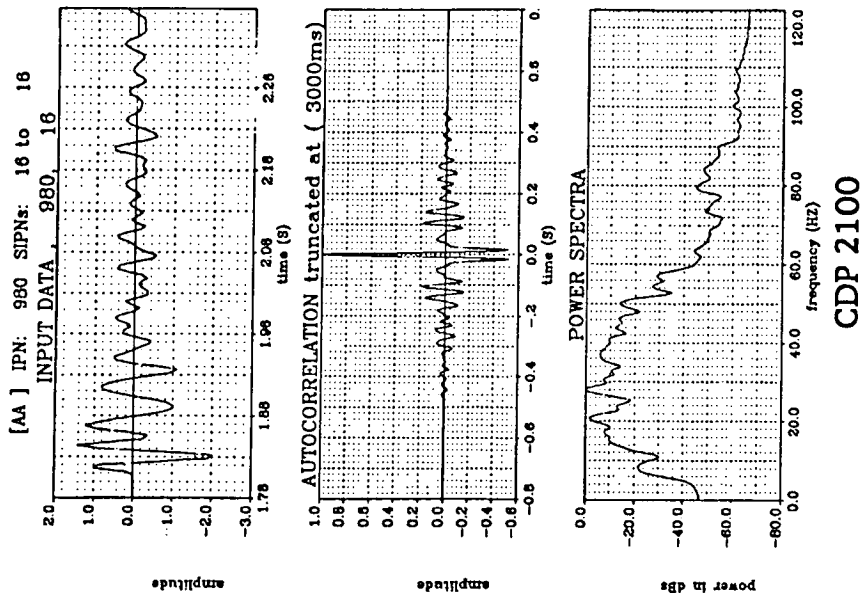 [AA ] IPN: 980 SIPNs: 16 to 16
INPUT DATA , 980, 16
amplitude
2.0
1.0
0.0
-1.0
-2.0
-3.0
1.78 1.88 1.98 2.08 2.18 2.28
time (S)
AUTOCORRELATION truncated at ( 3000ms)
amplitude
1.0
0.8
0.6
0.4
0.2
0.0
-0.2
-0.4
-0.6
-0.8 -0.6 -0.4 -.2 0.0 0.2 0.4 0.6 0.
time (S)
POWER SPECTRA
power in dBs
0
-20
-40
-60
-80
0.0 20.0 40.0 60.0 80.0 100.0 120.0
frequency (HZ)
CDP 2100